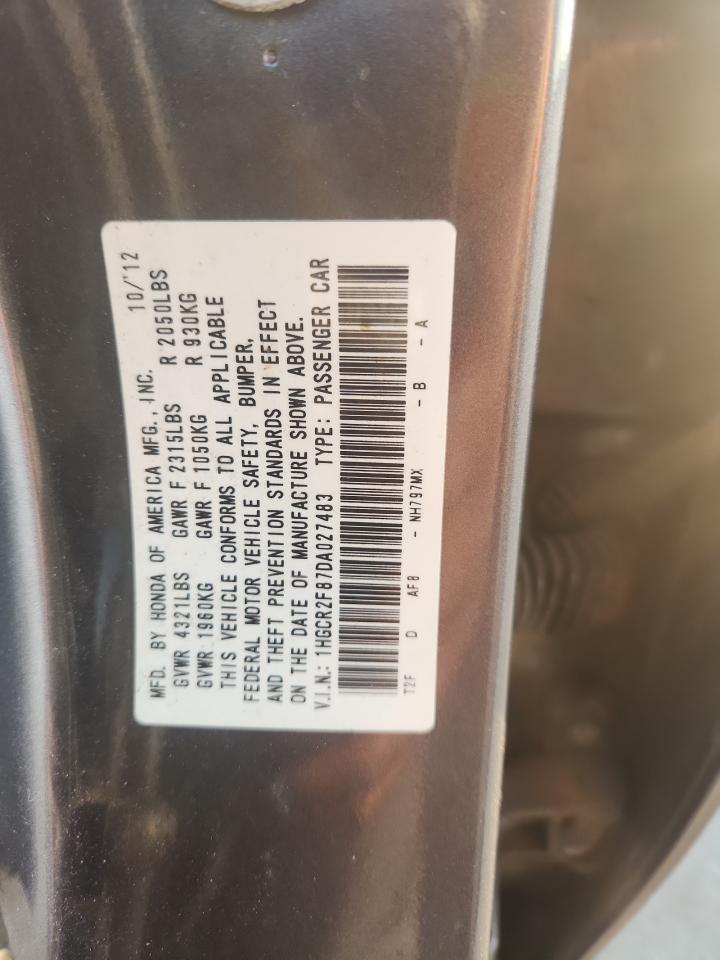 MFD. BY HONDA OF AMERICA MFG., INC. 10/'12
GVWR 4321LBS GAWR F 2315LBS R 2050LBS
GVWR 1960KG GAWR F 1050KG R 930KG
THIS VEHICLE CONFORMS TO ALL APPLICABLE
FEDERAL MOTOR VEHICLE SAFETY, BUMPER,
AND THEFT PREVENTION STANDARDS IN EFFECT
ON THE DATE OF MANUFACTURE SHOWN ABOVE.
V.I.N.: 1HGCR2F87DA027483 TYPE: PASSENGER CAR
T2F D AF8 - NH797MX - B - A